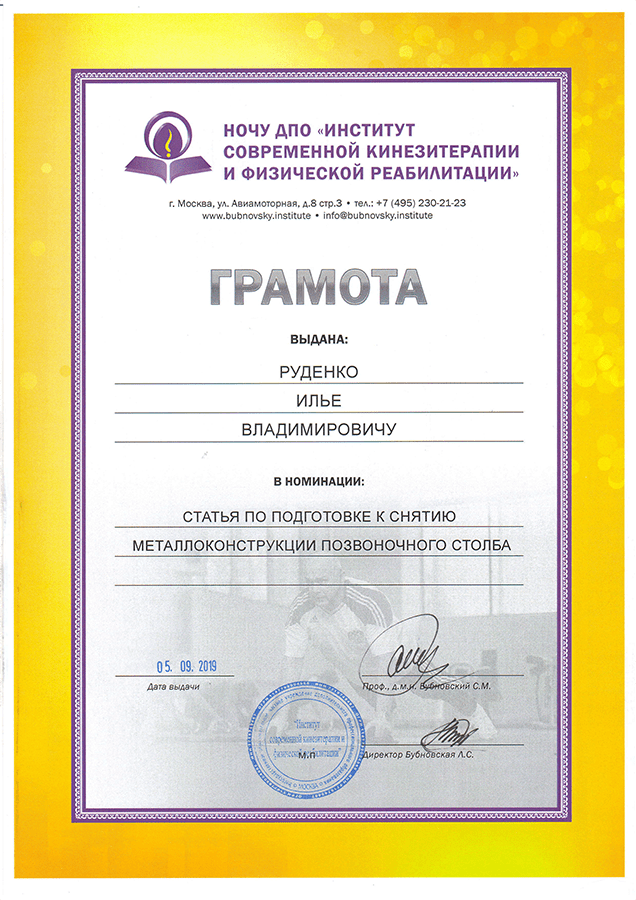 НОЧУ ДПО «ИНСТИТУТ
СОВРЕМЕННОЙ КИНЕЗИТЕРАПИИ
И ФИЗИЧЕСКОЙ РЕАБИЛИТАЦИИ»
г. Москва, ул. Авиамоторная, д.8 стр.3 • тел.: +7 (495) 230-21-23
www.bubnovsky.institute • info@bubnovsky.institute
ГРАМОТА
ВЫДАНА:
РУДЕНКО
ИЛЬЕ
ВЛАДИМИРОВИЧУ
В НОМИНАЦИИ:
СТАТЬЯ ПО ПОДГОТОВКЕ К СНЯТИЮ
МЕТАЛЛОКОНСТРУКЦИИ ПОЗВОНОЧНОГО СТОЛБА
05. 09. 2019
Дата выдачи
Проф., д.м.н. Бубновский С.М.
"Институт
современной кинезитерапии и
физической реабилитации"
МОСКВА
м.п
Директор Бубновская Л.С.